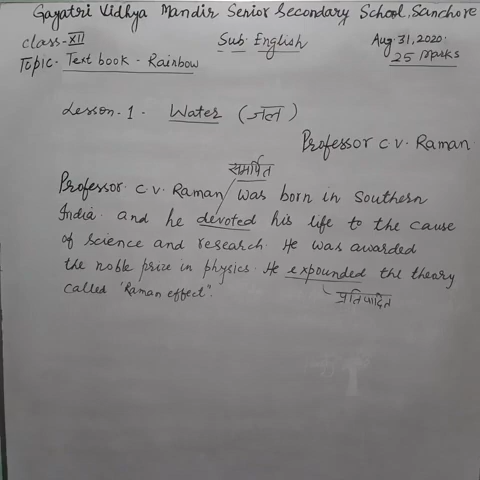 Gayatri Vidhya Mandir Senior Secondary School, Sanchore
class-XII Sub. English Aug. 31, 2020.
Topic- Text book - Rainbow 25 Marks
Lesson. 1. Water (जल)
Professor C.V. Raman
समर्पित
Professor. C.V. Raman was born in Southern
India. and he devoted his life to the cause
of science and research. He was awarded
the noble prize in physics. He expounded the theory
called 'Raman effect".
प्रतिपादित